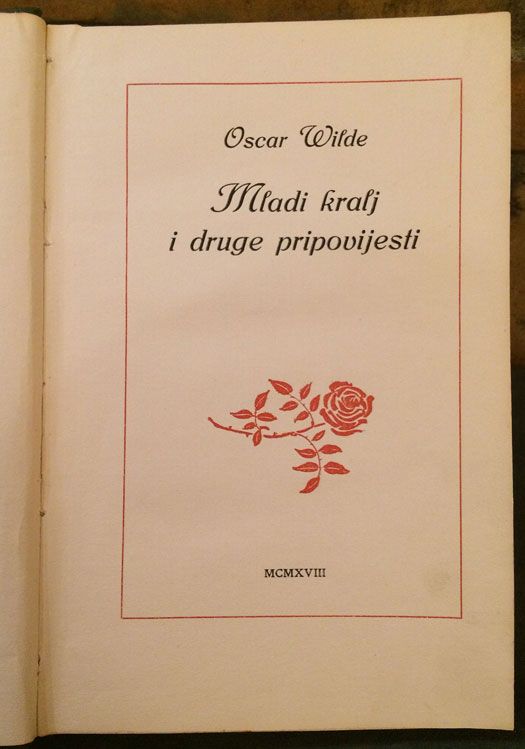 Oscar Wilde
Mladi kralj
i druge pripovijesti
MCMXVIII